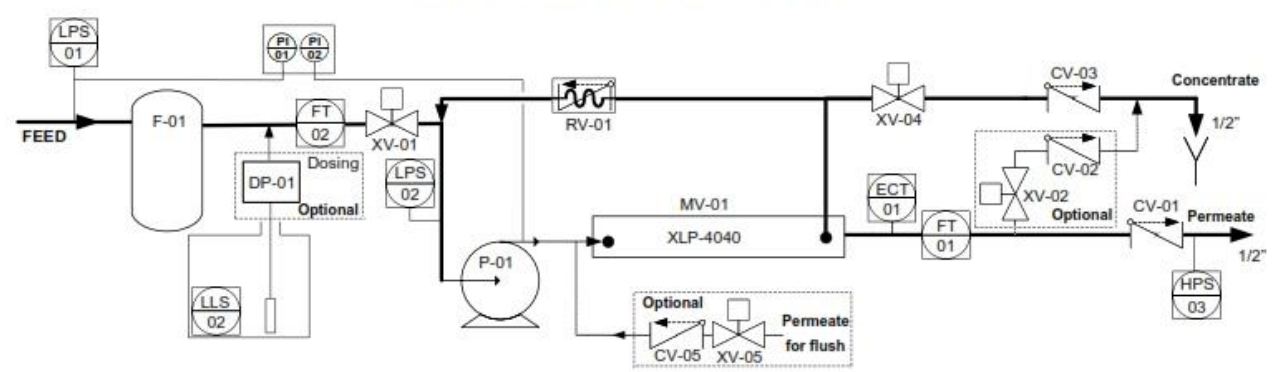 LPS
01
PI
01
PI
02
FEED
F-01
FT
02
XV-01
Dosing
DP-01
Optional
LLS
02
LPS
02
RV-01
P-01
MV-01
XLP-4040
XV-04
CV-03
Concentrate
1/2"
CV-02
XV-02
Optional
ECT
01
FT
01
CV-01
Permeate
1/2"
HPS
03
Optional
CV-05
XV-05
Permeate
for flush